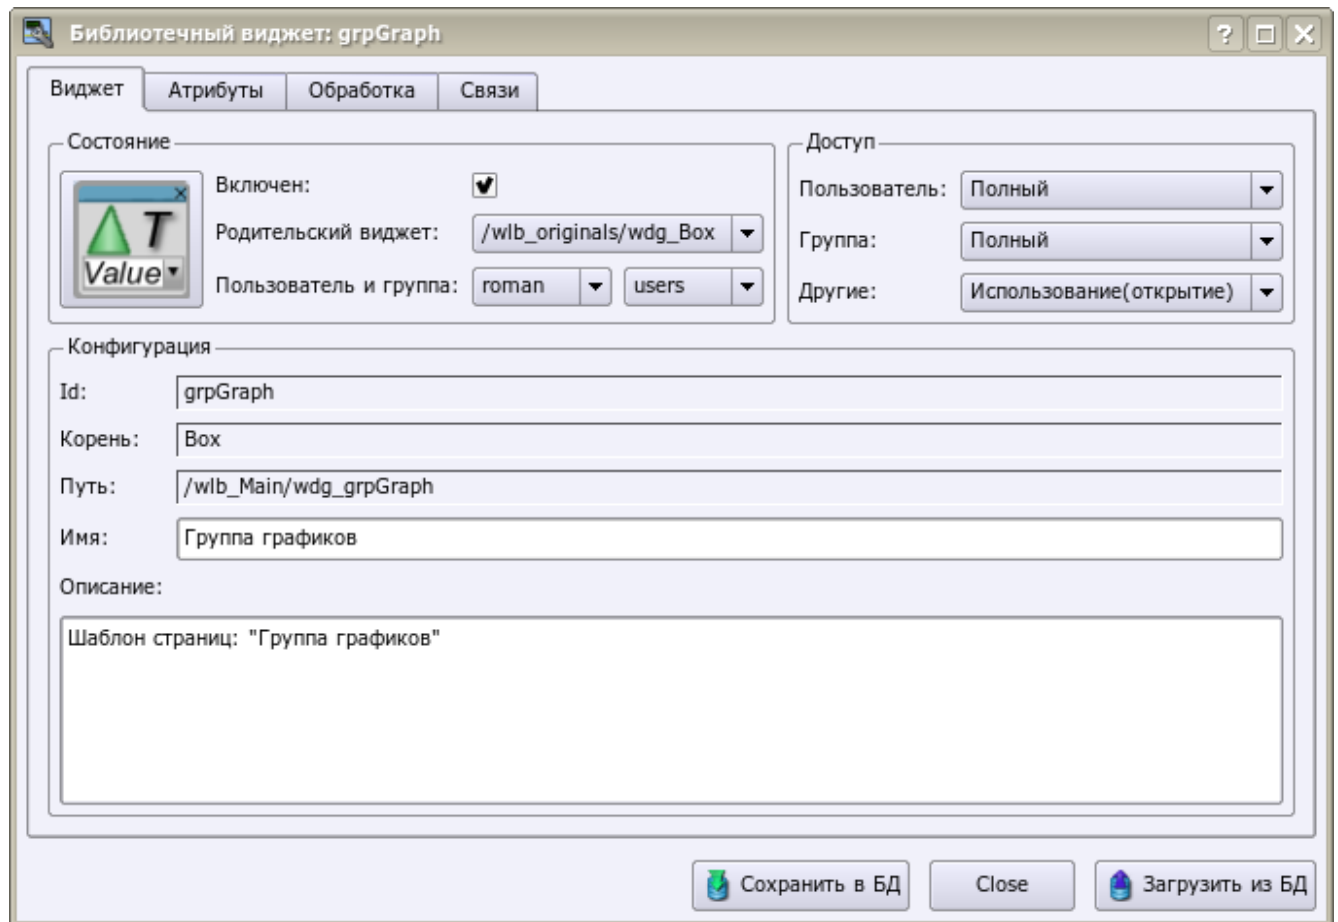 Библиотечный виджет: grpGraph
Виджет Атрибуты Обработка Связи
Состояние
Включен:
Родительский виджет: /wlb_originals/wdg_Box
Пользователь и группа: roman users
T
Value
Доступ
Пользователь: Полный
Группа: Полный
Другие: Использование(открытие)
Конфигурация
Id: grpGraph
Корень: Box
Путь: /wlb_Main/wdg_grpGraph
Имя: Группа графиков
Описание:
Шаблон страниц: "Группа графиков"
Сохранить в БД Close Загрузить из БД